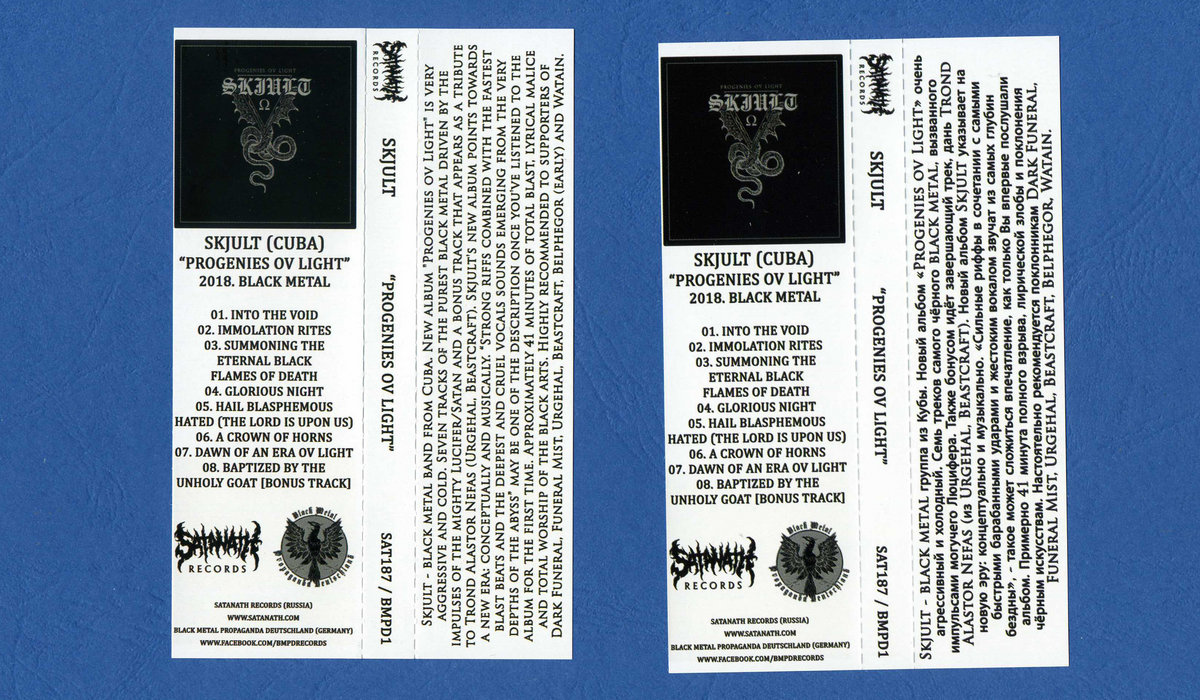 PROGENIES OV LIGHT
SKJULT
Ω
SKJULT (CUBA)
“PROGENIES OV LIGHT”
2018. BLACK METAL
01. INTO THE VOID
02. IMMOLATION RITES
03. SUMMONING THE
ETERNAL BLACK
FLAMES OF DEATH
04. GLORIOUS NIGHT
05. HAIL BLASPHEMOUS
HATED (THE LORD IS UPON US)
06. A CROWN OF HORNS
07. DAWN OF AN ERA OV LIGHT
08. BAPTIZED BY THE
UNHOLY GOAT [BONUS TRACK]
SATANATH
RECORDS
Black Metal
Propaganda Deutschland
SATANATH RECORDS (RUSSIA)
WWW.SATANATH.COM
BLACK METAL PROPAGANDA DEUTSCHLAND (GERMANY)
WWW.FACEBOOK.COM/BMPDRECORDS
SATANATH
RECORDS
SKJULT
“PROGENIES OV LIGHT”
SAT187 / BMPD1
SKJULT - BLACK METAL BAND FROM CUBA. NEW ALBUM "PROGENIES OV LIGHT" IS VERY
AGGRESSIVE AND COLD. SEVEN TRACKS OF THE PUREST BLACK METAL DRIVEN BY THE
IMPULSES OF THE MIGHTY LUCIFER/SATAN AND A BONUS TRACK THAT APPEARS AS A TRIBUTE
TO TROND ALASTOR NEFAS (URGEHAL, BEASTCRAFT). SKJULT'S NEW ALBUM POINTS TOWARDS
A NEW ERA: CONCEPTUALLY AND MUSICALLY. “STRONG RIFFS COMBINED WITH THE FASTEST
BLAST BEATS AND THE DEEPEST AND CRUEL VOCALS SOUNDS EMERGING FROM THE VERY
DEPTHS OF THE ABYSS” MAY BE ONE OF THE DESCRIPTION ONCE YOU'VE LISTENED TO THE
ALBUM FOR THE FIRST TIME. APPROXIMATELY 41 MINUTES OF TOTAL BLAST, LYRICAL MALICE
AND TOTAL WORSHIP OF THE BLACK ARTS. HIGHLY RECOMMENDED TO SUPPORTERS OF
DARK FUNERAL, FUNERAL MIST, URGEHAL, BEASTCRAFT, BELPHEGOR (EARLY) AND WATAIN.
PROGENIES OV LIGHT
SKJULT
Ω
SKJULT (CUBA)
“PROGENIES OV LIGHT”
2018. BLACK METAL
01. INTO THE VOID
02. IMMOLATION RITES
03. SUMMONING THE
ETERNAL BLACK
FLAMES OF DEATH
04. GLORIOUS NIGHT
05. HAIL BLASPHEMOUS
HATED (THE LORD IS UPON US)
06. A CROWN OF HORNS
07. DAWN OF AN ERA OV LIGHT
08. BAPTIZED BY THE
UNHOLY GOAT [BONUS TRACK]
SATANATH
RECORDS
Black Metal
Propaganda Deutschland
SATANATH RECORDS (RUSSIA)
WWW.SATANATH.COM
BLACK METAL PROPAGANDA DEUTSCHLAND (GERMANY)
WWW.FACEBOOK.COM/BMPDRECORDS
SATANATH
RECORDS
SKJULT
“PROGENIES OV LIGHT”
SAT187 / BMPD1
SKJULT - BLACK METAL группа из Кубы. Новый альбом «PROGENIES OV LIGHT» очень
агрессивный и холодный. Семь треков самого чёрного BLACK METAL, вызванного
импульсами могучего Люцифера. Также бонусом идёт завершающий трек, дань TROND
ALASTOR NEFAS (из URGEHAL, BEASTCRAFT). Новый альбом SKJULT указывает на
новую эру: концептуально и музыкально. «Сильные риффы в сочетании с самыми
быстрыми барабанными ударами и жестоким вокалом звучат из самых глубин
бездны», – такое может сложиться впечатление, как только Вы впервые послушали
альбом. Примерно 41 минута полного взрыва, лирической злобы и поклонения
чёрным искусствам. Настоятельно рекомендуется поклонникам DARK FUNERAL,
FUNERAL MIST, URGEHAL, BEASTCRAFT, BELPHEGOR, WATAIN.